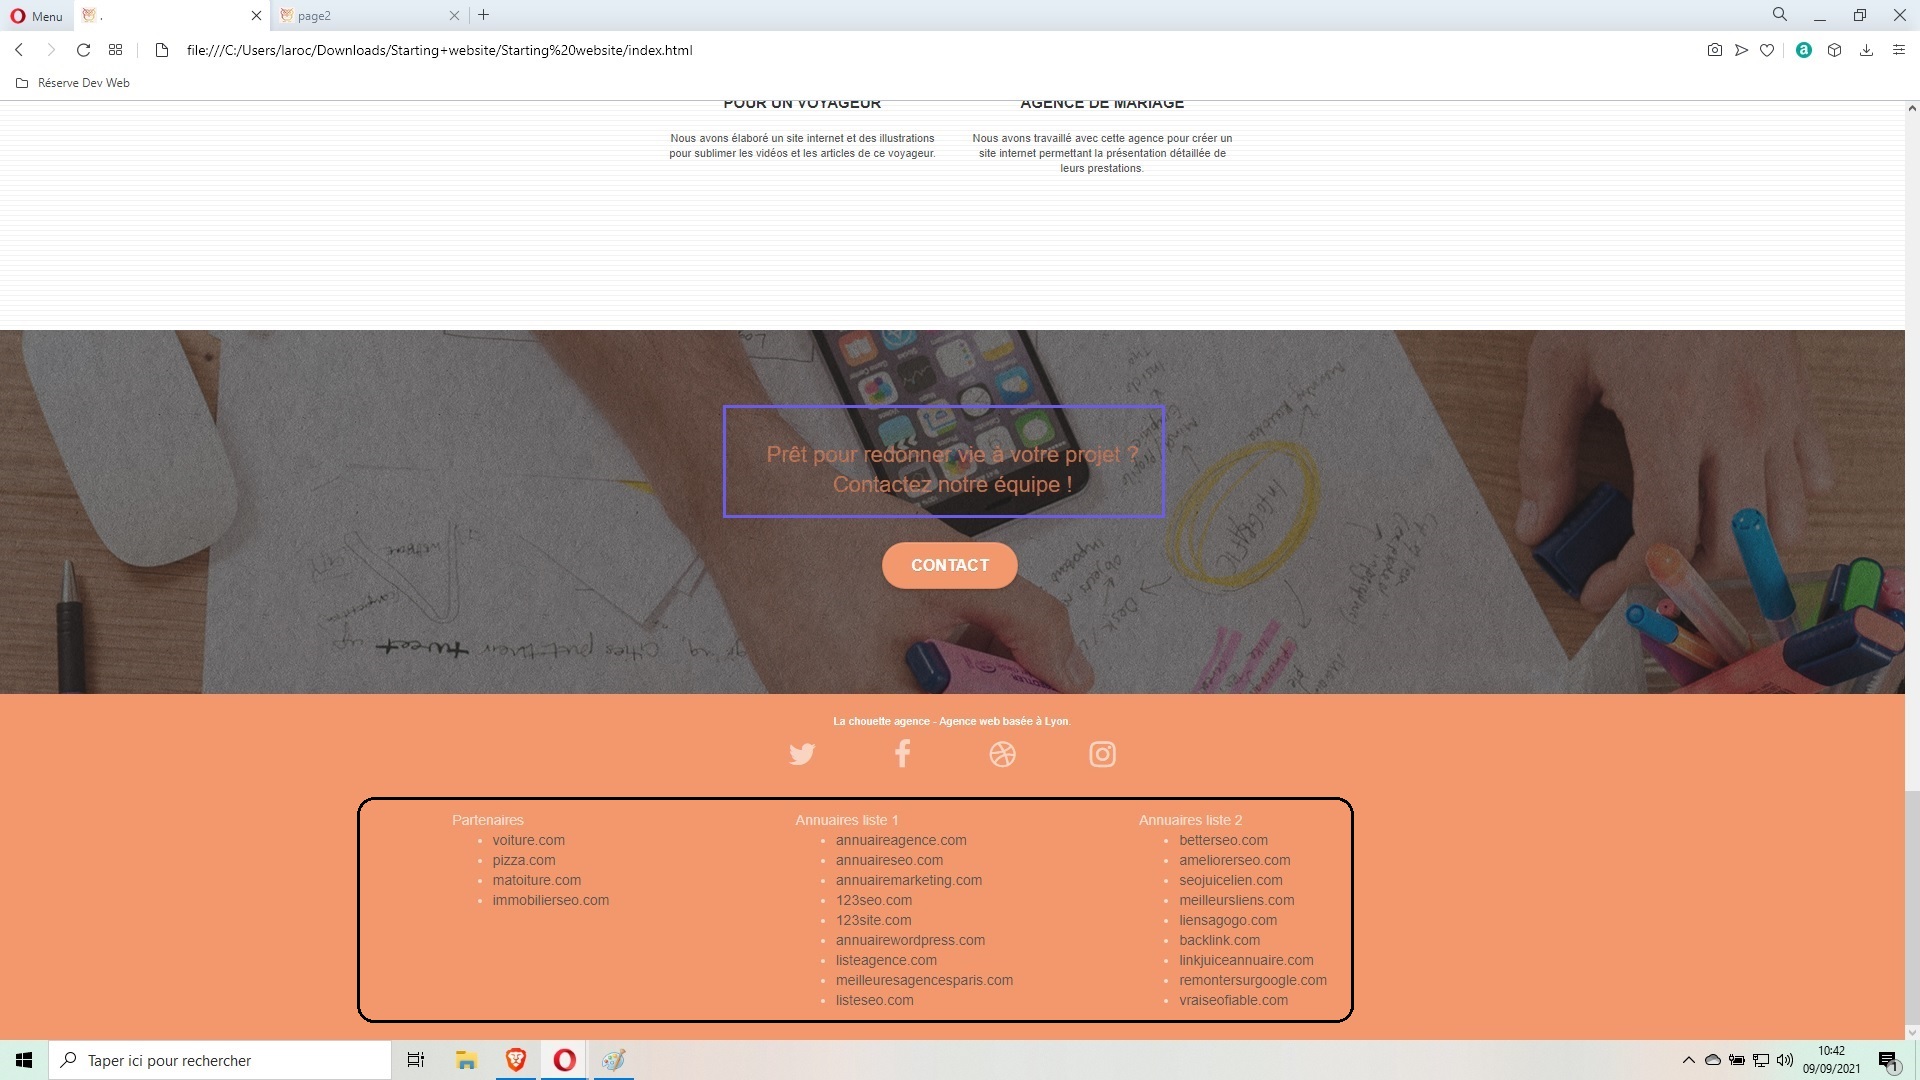 Menu
.
page2
file:///C:/Users/laroc/Downloads/Starting+website/Starting%20website/index.html
a
Réserve Dev Web
POUR UN VOYAGEUR
AGENCE DE MARIAGE
Nous avons élaboré un site internet et des illustrations
pour sublimer les vidéos et les articles de ce voyageur.
Nous avons travaillé avec cette agence pour créer un
site internet permettant la présentation détaillée de
leurs prestations.
Prêt pour redonner vie à votre projet ?
Contactez notre équipe !
CONTACT
tweet
La chouette agence - Agence web basée à Lyon.
Partenaires
voiture.com
pizza.com
matoiture.com
immobilierseo.com
Annuaires liste 1
annuaireagence.com
annuaireseo.com
annuairemarketing.com
123seo.com
123site.com
annuairewordpress.com
listeagence.com
meilleuresagencesparis.com
listeseo.com
Annuaires liste 2
betterseo.com
ameliorerseo.com
seojuicelien.com
meilleursliens.com
liensagogo.com
backlink.com
linkjuiceannuaire.com
remontersurgoogle.com
vraiseofiable.com
Taper ici pour rechercher
10:42
09/09/2021
1